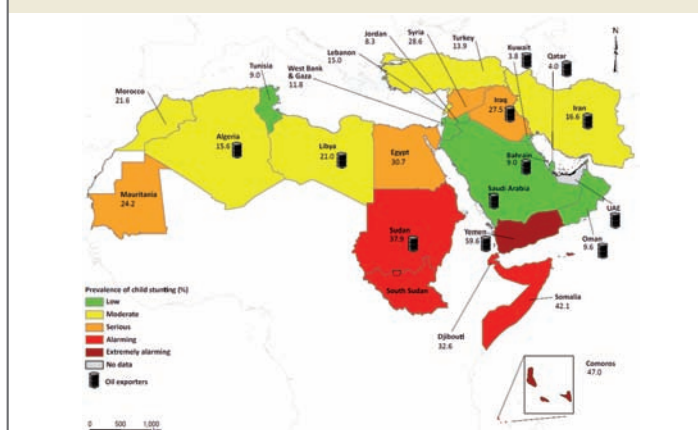 N
Jordan
8.3
Syria
28.6
Turkey
13.9
Kuwait
3.8
Qatar
4.0
Lebanon
15.0
Tunisia
9.0
West Bank
& Gaza
11.8
Morocco
21.6
Algeria
15.6
Libya
21.0
Egypt
30.7
Iraq
27.5
Iran
Bahrain
9.0
Saudi Arabia
UAE
Mauritania
24.2
Sudan
37.9
Yemen
59.6
Oman
9.6
South Sudan
Somalia
42.1
Djibouti
32.6
Comoros
47.0
Prevalence of child stunting (%)
Low
Moderate
Serious
Alarming
Extremely alarming
No data
Oil exporters
0 500 1,000